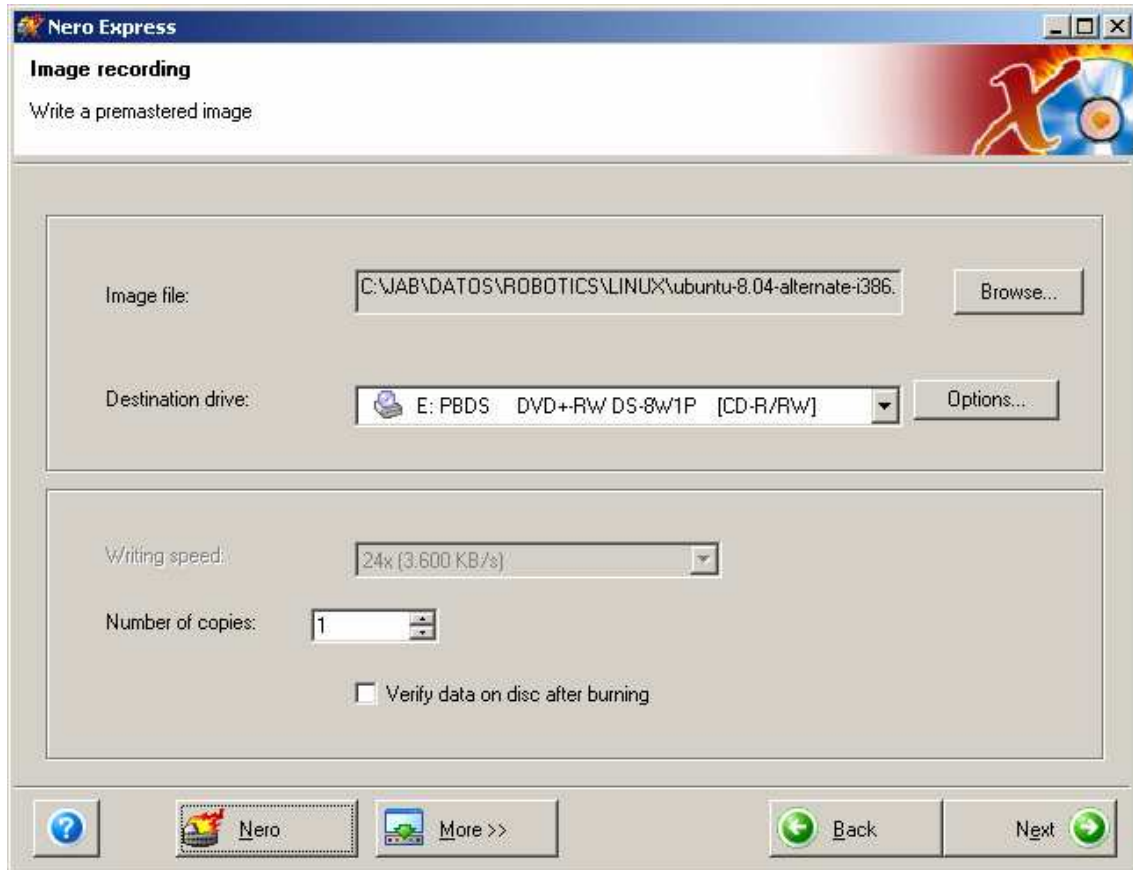 Nero Express
Image recording
Write a premastered image
Image file:
C:\JAB\DATOS\ROBOTICS\LINUX\ubuntu-8.04-alternate-i386.
Browse...
Destination drive:
E: PBDS DVD+-RW DS-8W1P [CD-R/RW]
Options...
Writing speed:
24x (3.600 KB/s)
Number of copies:
1
Verify data on disc after burning
Nero
More >>
Back
Next